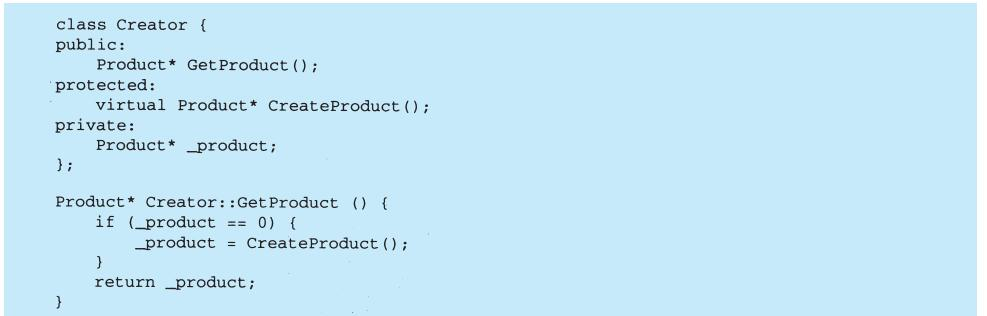 class Creator {
public:
    Product* GetProduct();
protected:
    virtual Product* CreateProduct();
private:
    Product* _product;
};

Product* Creator::GetProduct () {
    if (_product == 0) {
        _product = CreateProduct();
    }
    return _product;
}